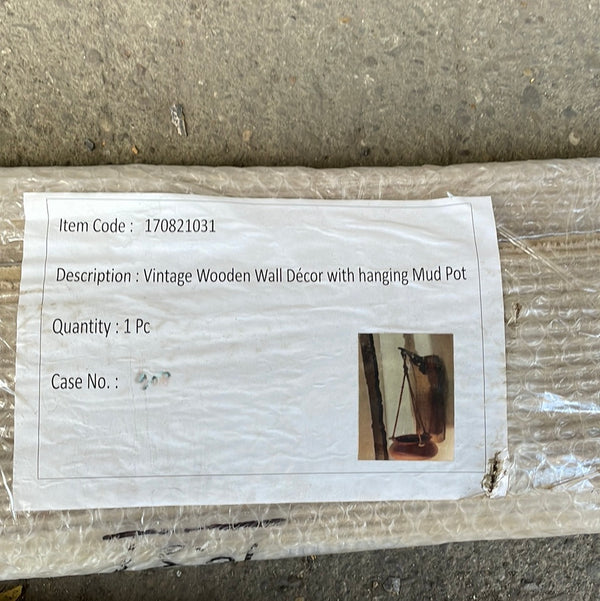 Item Code : 170821031
Description : Vintage Wooden Wall Décor with hanging Mud Pot
Quantity : 1 Pc
Case No. :